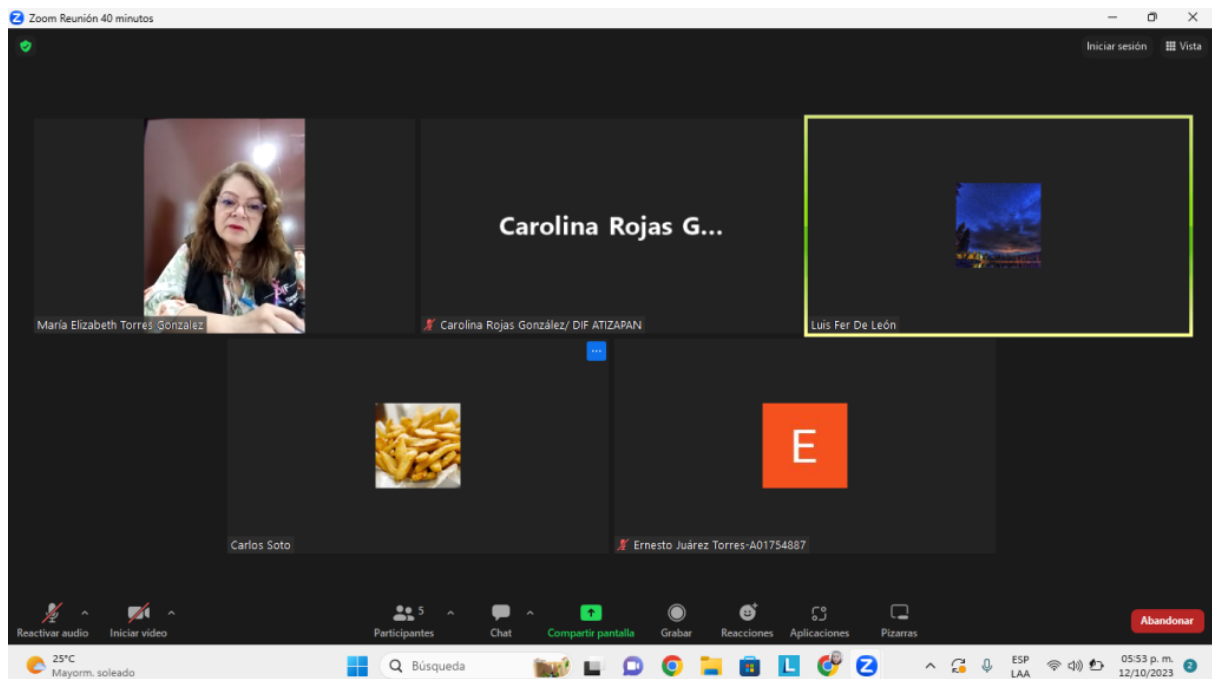 Zoom Reunión 40 minutos
Iniciar sesión Vista
Carolina Rojas G...
María Elizabeth Torres Gonzalez
Carolina Rojas González/ DIF ATIZAPAN
Luis Fer De León
E
Carlos Soto
Ernesto Juárez Torres-A01754887
5
Reactivar audio Iniciar video Participantes Chat Compartir pantalla Grabar Reacciones Aplicaciones Pizarras Abandonar
25°C
Mayorm. soleado
Búsqueda
L
ESP
LAA
05:53 p. m.
12/10/2023
2